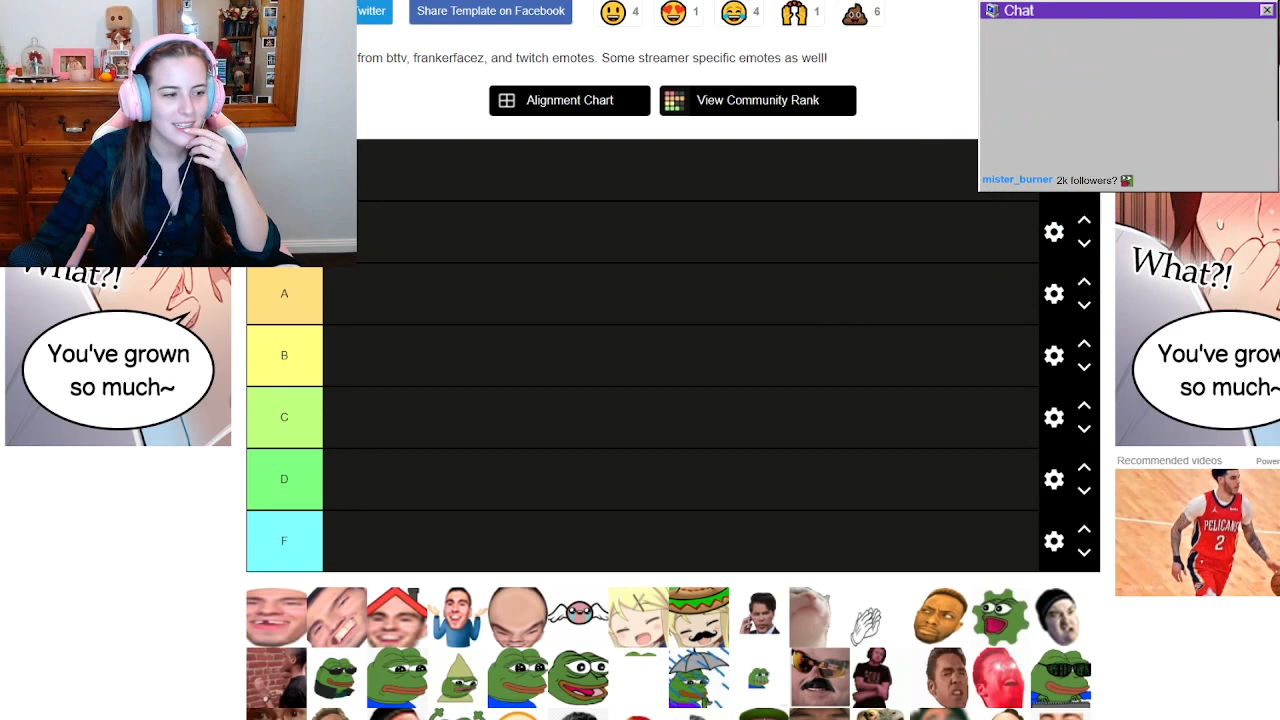 Twitter
Share Template on Facebook
4
1
4
1
6
Chat
from bttv, frankerfacez, and twitch emotes. Some streamer specific emotes as well!
Alignment Chart
View Community Rank
mister_burner 2k followers?
What?!
You've grown
so much~
What?!
You've grow
so much~
A
B
C
D
F
Recommended videos
Power
PELICANS
2